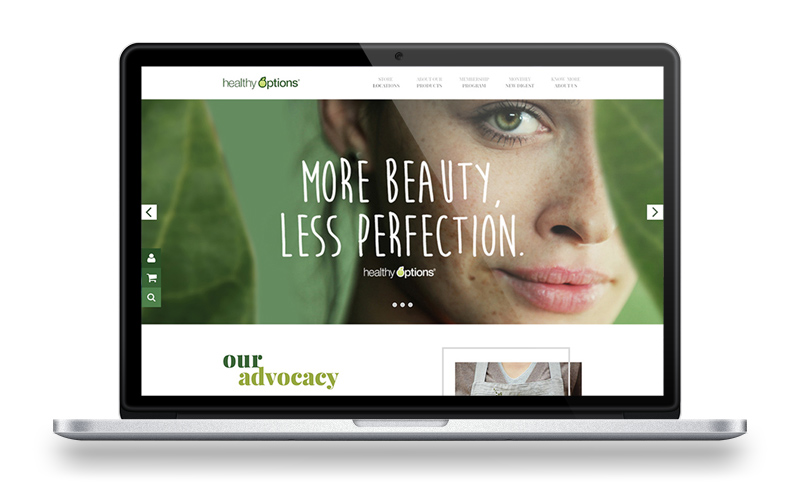 healthy options
STORE
LOCATIONS
ABOUT OUR
PRODUCTS
MEMBERSHIP
PROGRAM
MONTHLY
NEW DIGEST
KNOW MORE
ABOUT US
MORE BEAUTY,
LESS PERFECTION.
healthy options
our
advocacy